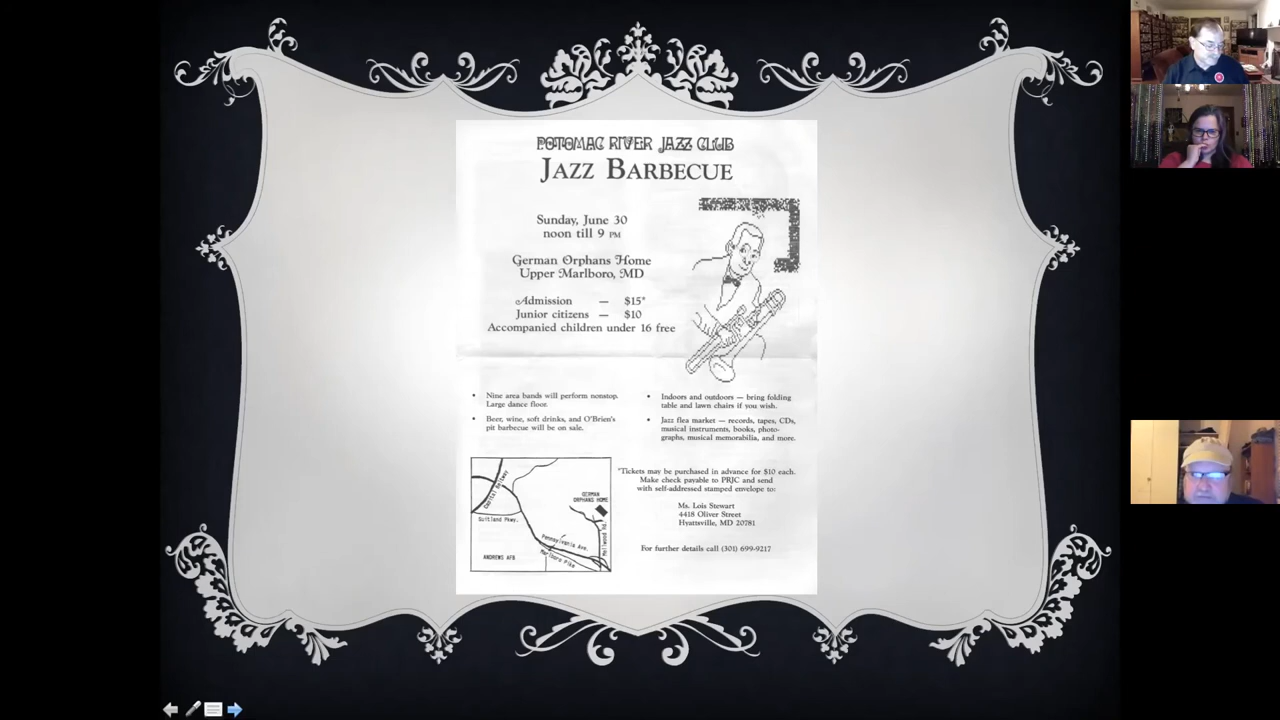 POTOMAC RIVER JAZZ CLUB
JAZZ BARBECUE
Sunday, June 30
noon till 9 PM
German Orphans Home
Upper Marlboro, MD
Admission — $15*
Junior citizens — $10
Accompanied children under 16 free
• Nine area bands will perform nonstop.
Large dance floor.
• Beer, wine, soft drinks, and O'Brien's
pit barbecue will be on sale.
• Indoors and outdoors — bring folding
table and lawn chairs if you wish.
• Jazz flea market — records, tapes, CDs,
musical instruments, books, photo-
graphs, musical memorabilia, and more.
Capital Beltway
Suitland Pkwy.
GERMAN
ORPHANS HOME
Pennsylvania Ave.
Marlboro Pike
Mellwood Rd.
ANDREWS AFB
*Tickets may be purchased in advance for $10 each.
Make check payable to PRJC and send
with self-addressed stamped envelope to:
Ms. Lois Stewart
4418 Oliver Street
Hyattsville, MD 20781
For further details call (301) 699-9217